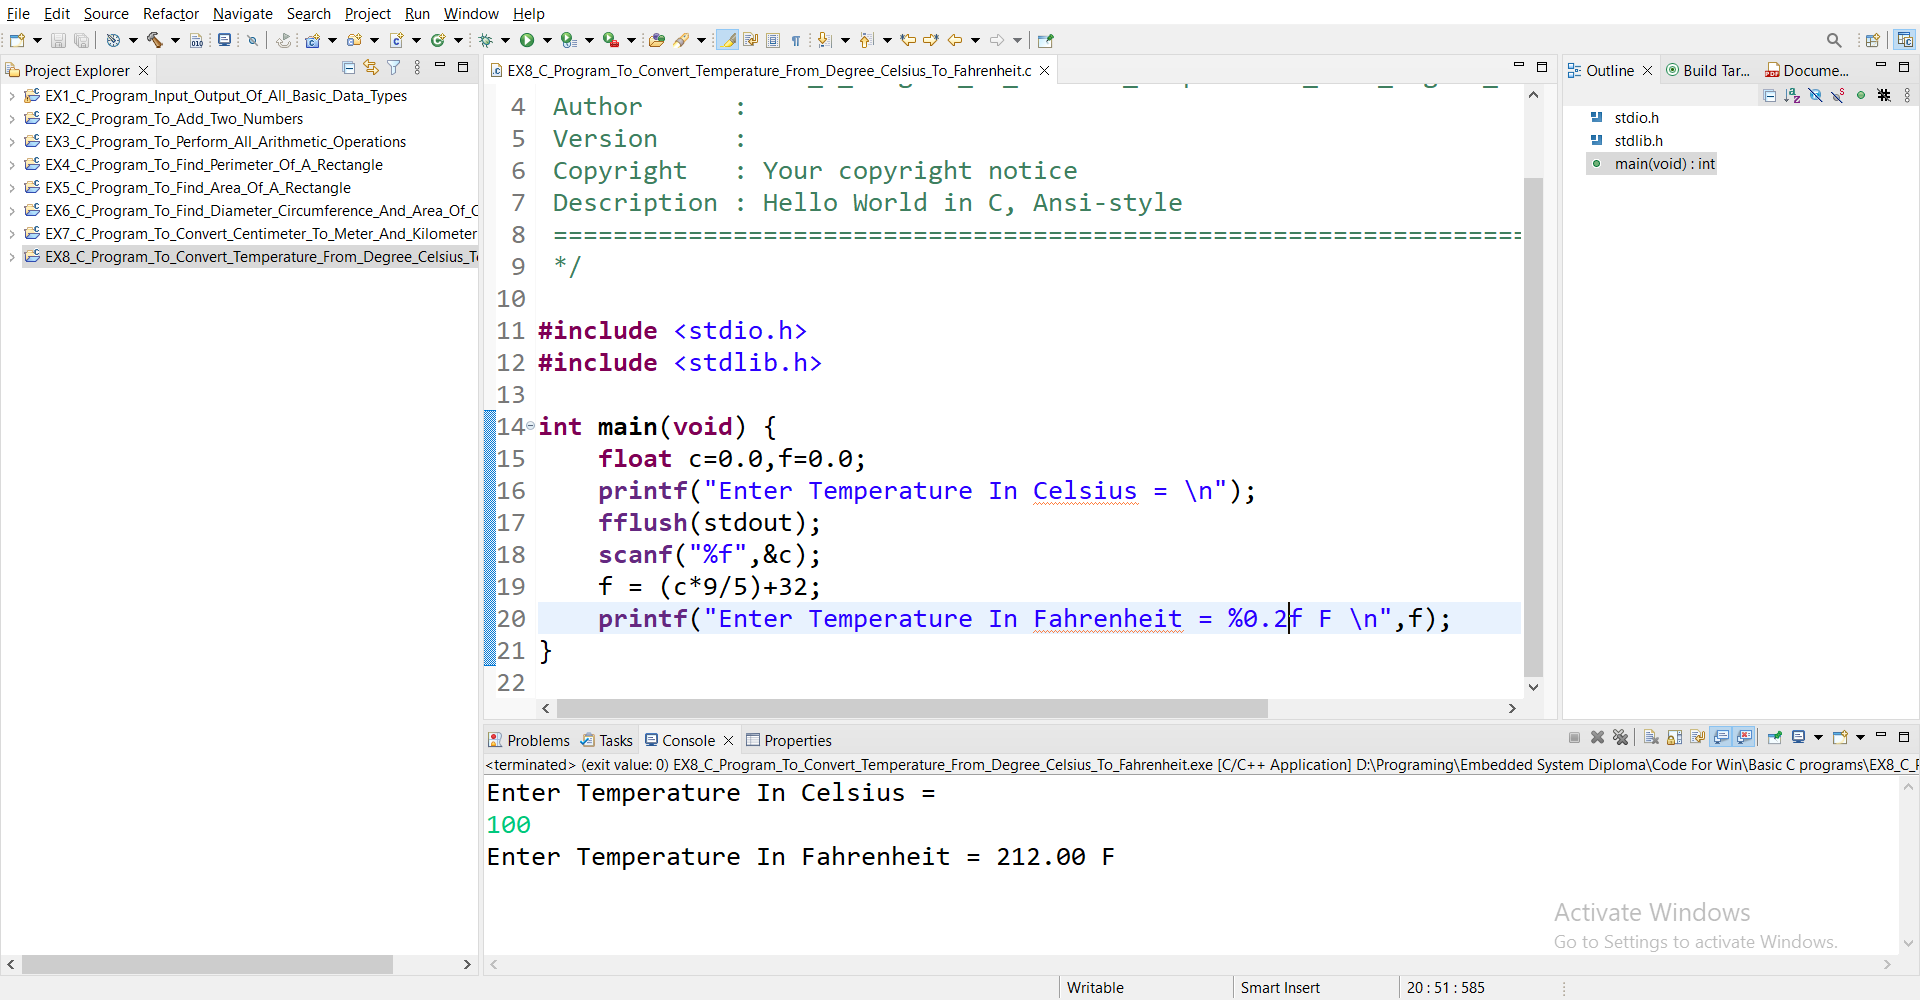 File Edit Source Refactor Navigate Search Project Run Window Help
Project Explorer
EX1_C_Program_Input_Output_Of_All_Basic_Data_Types
EX2_C_Program_To_Add_Two_Numbers
EX3_C_Program_To_Perform_All_Arithmetic_Operations
EX4_C_Program_To_Find_Perimeter_Of_A_Rectangle
EX5_C_Program_To_Find_Area_Of_A_Rectangle
EX6_C_Program_To_Find_Diameter_Circumference_And_Area_Of_C
EX7_C_Program_To_Convert_Centimeter_To_Meter_And_Kilometer
EX8_C_Program_To_Convert_Temperature_From_Degree_Celsius_T
EX8_C_Program_To_Convert_Temperature_From_Degree_Celsius_To_Fahrenheit.c
4 Author :
5 Version :
6 Copyright : Your copyright notice
7 Description : Hello World in C, Ansi-style
8 =================================================================
9 */
10
11 #include <stdio.h>
12 #include <stdlib.h>
13
14 int main(void) {
15 float c=0.0,f=0.0;
16 printf("Enter Temperature In Celsius = \n");
17 fflush(stdout);
18 scanf("%f",&c);
19 f = (c*9/5)+32;
20 printf("Enter Temperature In Fahrenheit = %0.2f F \n",f);
21 }
22
Outline Build Tar... Docume...
stdio.h
stdlib.h
main(void) : int
Problems Tasks Console Properties
<terminated> (exit value: 0) EX8_C_Program_To_Convert_Temperature_From_Degree_Celsius_To_Fahrenheit.exe [C/C++ Application] D:\Programing\Embedded System Diploma\Code For Win\Basic C programs\EX8_C_P
Enter Temperature In Celsius =
100
Enter Temperature In Fahrenheit = 212.00 F
Activate Windows
Go to Settings to activate Windows.
Writable Smart Insert 20 : 51 : 585